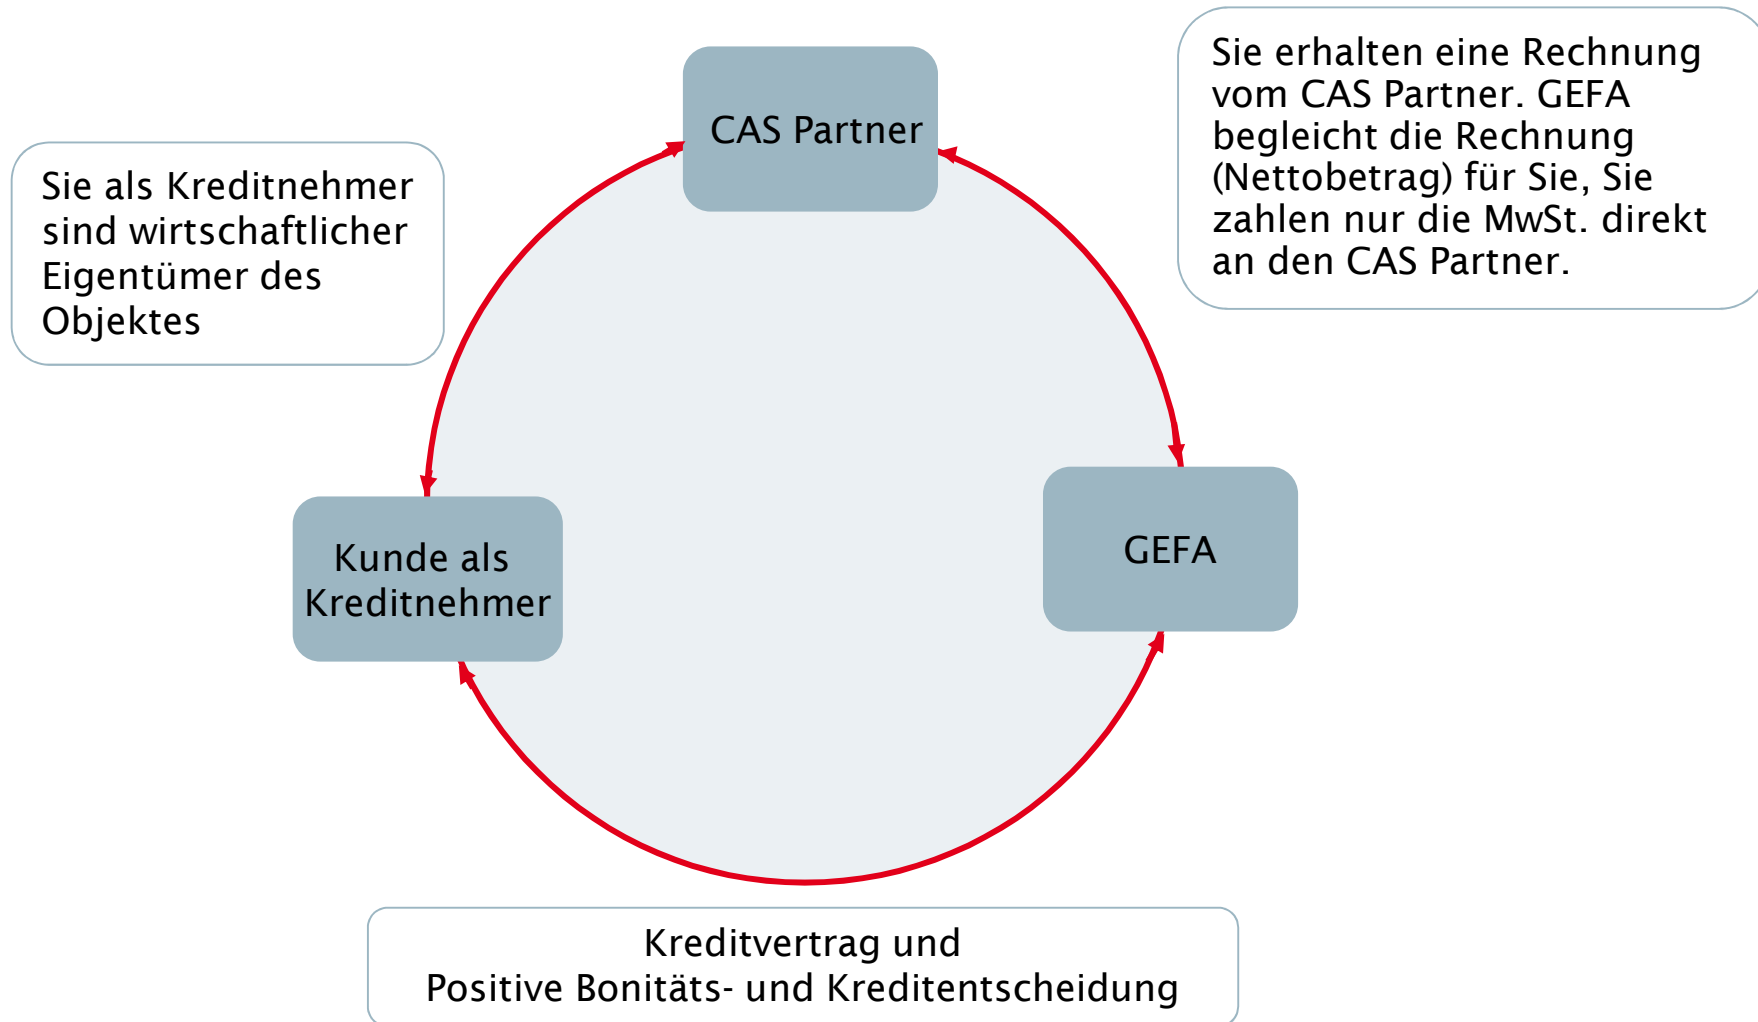 CAS Partner
Sie erhalten eine Rechnung
vom CAS Partner. GEFA
begleicht die Rechnung
(Nettobetrag) für Sie, Sie
zahlen nur die MwSt. direkt
an den CAS Partner.
Sie als Kreditnehmer
sind wirtschaftlicher
Eigentümer des
Objektes
Kunde als
Kreditnehmer
GEFA
Kreditvertrag und
Positive Bonitäts- und Kreditentscheidung